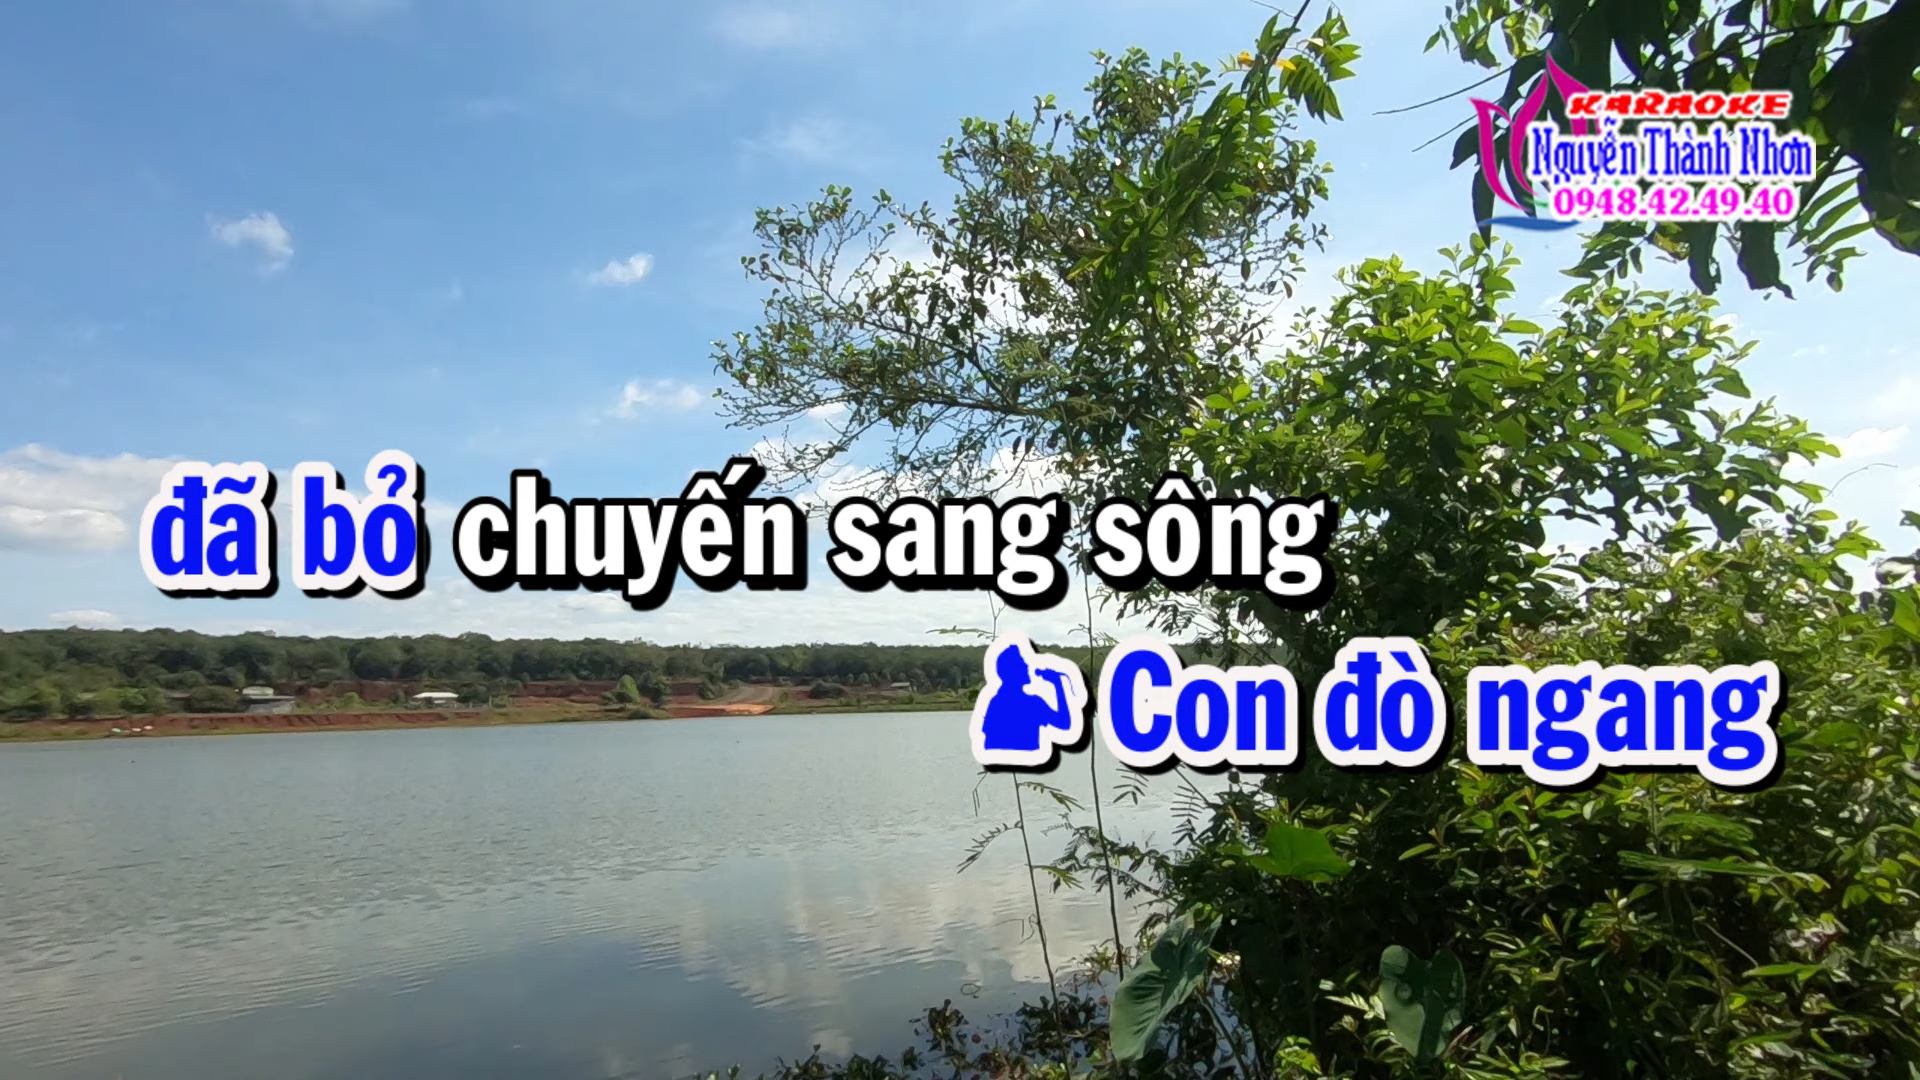 KARAOKE
Nguyễn Thành Nhơn
0948.42.49.40
đã bỏ chuyến sang sông
Con đò ngang